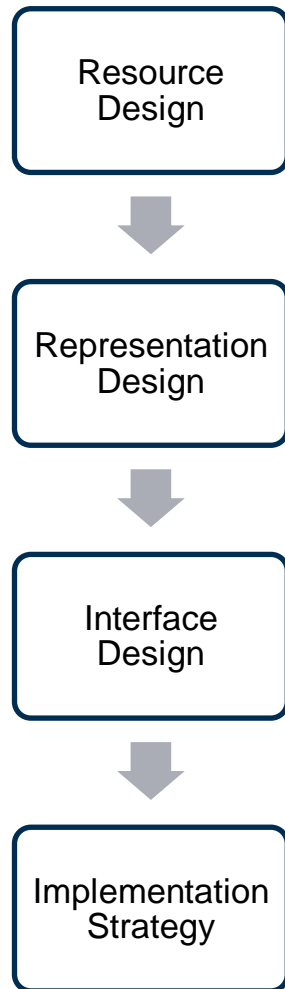 Resource
Design
Representation
Design
Interface
Design
Implementation
Strategy